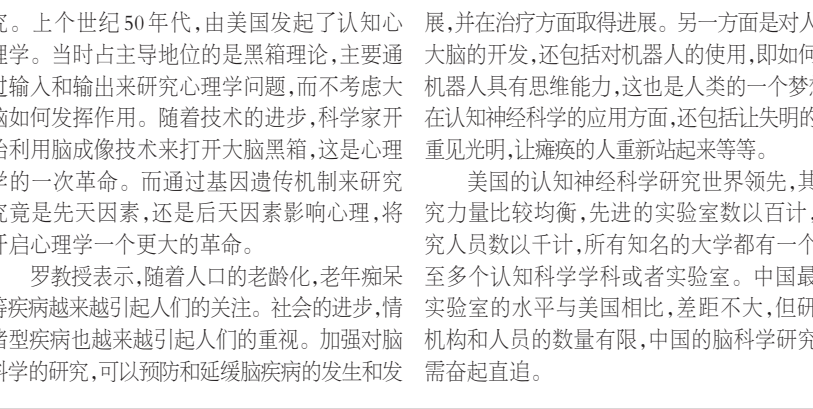 究。上个世纪50年代,由美国发起了认知心
理学。当时占主导地位的是黑箱理论,主要通
过输入和输出来研究心理学问题,而不考虑大
脑如何发挥作用。随着技术的进步,科学家开
始利用脑成像技术来打开大脑黑箱,这是心理
学的一次革命。而通过基因遗传机制来研究
究竟是先天因素,还是后天因素影响心理,将
开启心理学一个更大的革命。
罗教授表示,随着人口的老龄化,老年痴呆
等疾病越来越引起人们的关注。社会的进步,情
绪型疾病也越来越引起人们的重视。加强对脑
科学的研究,可以预防和延缓脑疾病的发生和发
展,并在治疗方面取得进展。另一方面是对人
大脑的开发,还包括对机器人的使用,即如何
机器人具有思维能力,这也是人类的一个梦想
在认知神经科学的应用方面,还包括让失明的
重见光明,让瘫痪的人重新站起来等等。
美国的认知神经科学研究世界领先,其
究力量比较均衡,先进的实验室数以百计,
究人员数以千计,所有知名的大学都有一个
至多个认知科学学科或者实验室。中国最
实验室的水平与美国相比,差距不大,但研
机构和人员的数量有限,中国的脑科学研究
需奋起直追。